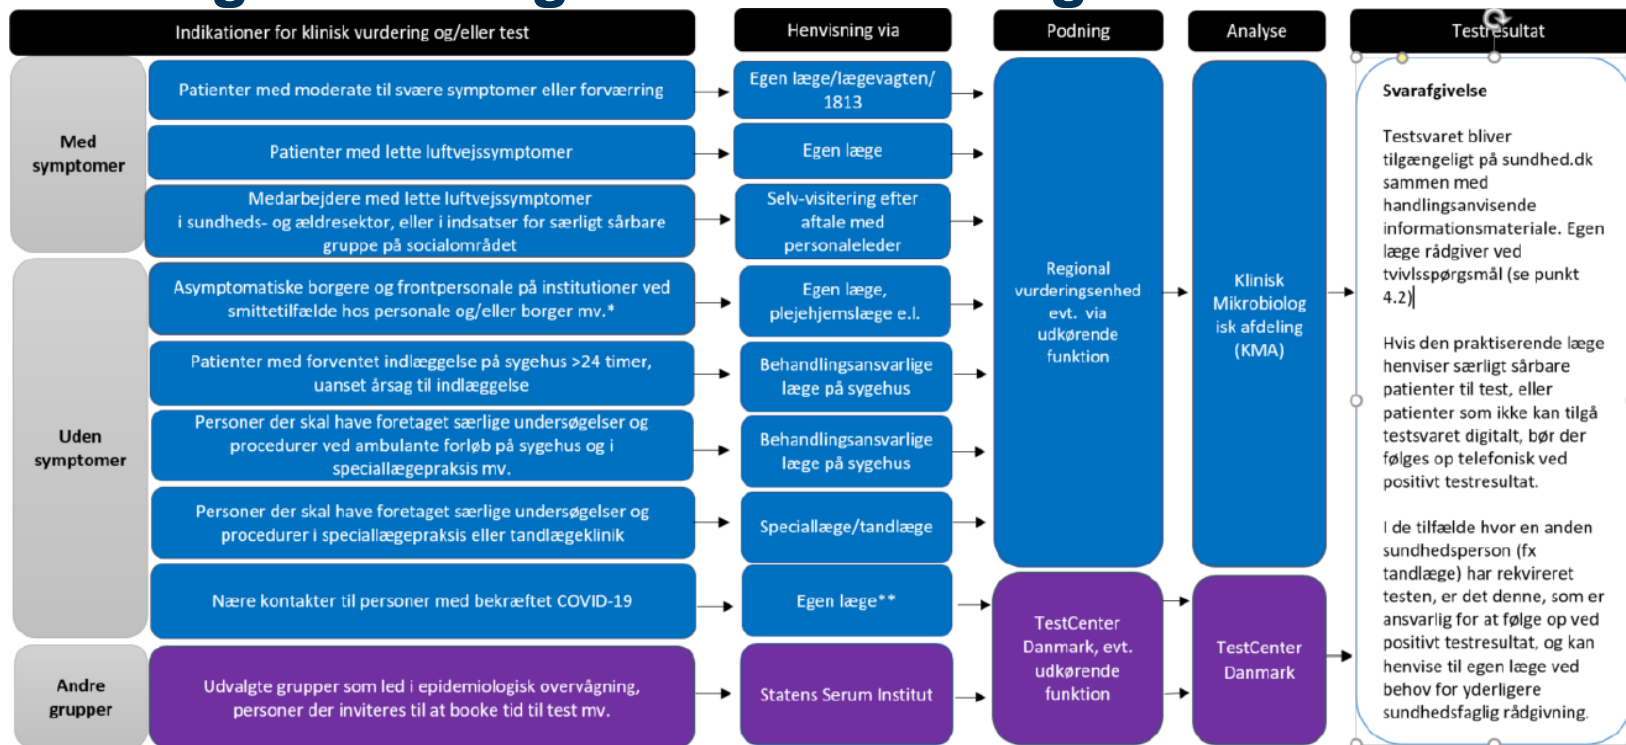 Indikationer for klinisk vurdering og/eller test
Henvisning via
Podning
Analyse
Testresultat
Med
symptomer
Patienter med moderate til svære symptomer eller forværring
Egen læge/lægevagten/
1813
Patienter med lette luftvejssymptomer
Egen læge
Medarbejdere med lette luftvejssymptomer
i sundheds- og ældresektor, eller i indsatser for særligt sårbare
gruppe på socialområdet
Selv-visitering efter
aftale med
personaleleder
Uden
symptomer
Asymptomatiske borgere og frontpersonale på institutioner ved
smittetilfælde hos personale og/eller borger mv.*
Egen læge,
plejehjemslæge e.l.
Patienter med forventet indlæggelse på sygehus >24 timer,
uanset årsag til indlæggelse
Behandlingsansvarlige
læge på sygehus
Personer der skal have foretaget særlige undersøgelser og
procedurer ved ambulante forløb på sygehus og i
speciallægepraksis mv.
Behandlingsansvarlige
læge på sygehus
Personer der skal have foretaget særlige undersøgelser og
procedurer i speciallægepraksis eller tandlægeklinik
Speciallæge/tandlæge
Nære kontakter til personer med bekræftet COVID-19
Egen læge**
Andre
grupper
Udvalgte grupper som led i epidemiologisk overvågning,
personer der inviteres til at booke tid til test mv.
Statens Serum Institut
Regional
vurderingsenhed
evt. via
udkørende
funktion
TestCenter
Danmark, evt.
udkørende
funktion
Klinisk
Mikrobiolog
isk afdeling
(KMA)
TestCenter
Danmark
Svarafgivelse
Testsvaret bliver
tilgængeligt på sundhed.dk
sammen med
handlingsanvisende
informationsmateriale. Egen
læge rådgiver ved
tvivlsspørgsmål (se punkt
4.2)
Hvis den praktiserende læge
henviser særligt sårbare
patienter til test, eller
patienter som ikke kan tilgå
testsvaret digitalt, bør der
følges op telefonisk ved
positivt testresultat.
I de tilfælde hvor en anden
sundhedsperson (fx
tandlæge) har rekvireret
testen, er det denne, som er
ansvarlig for at følge op ved
positivt testresultat, og kan
henvise til egen læge ved
behov for yderligere
sundhedsfaglig rådgivning.